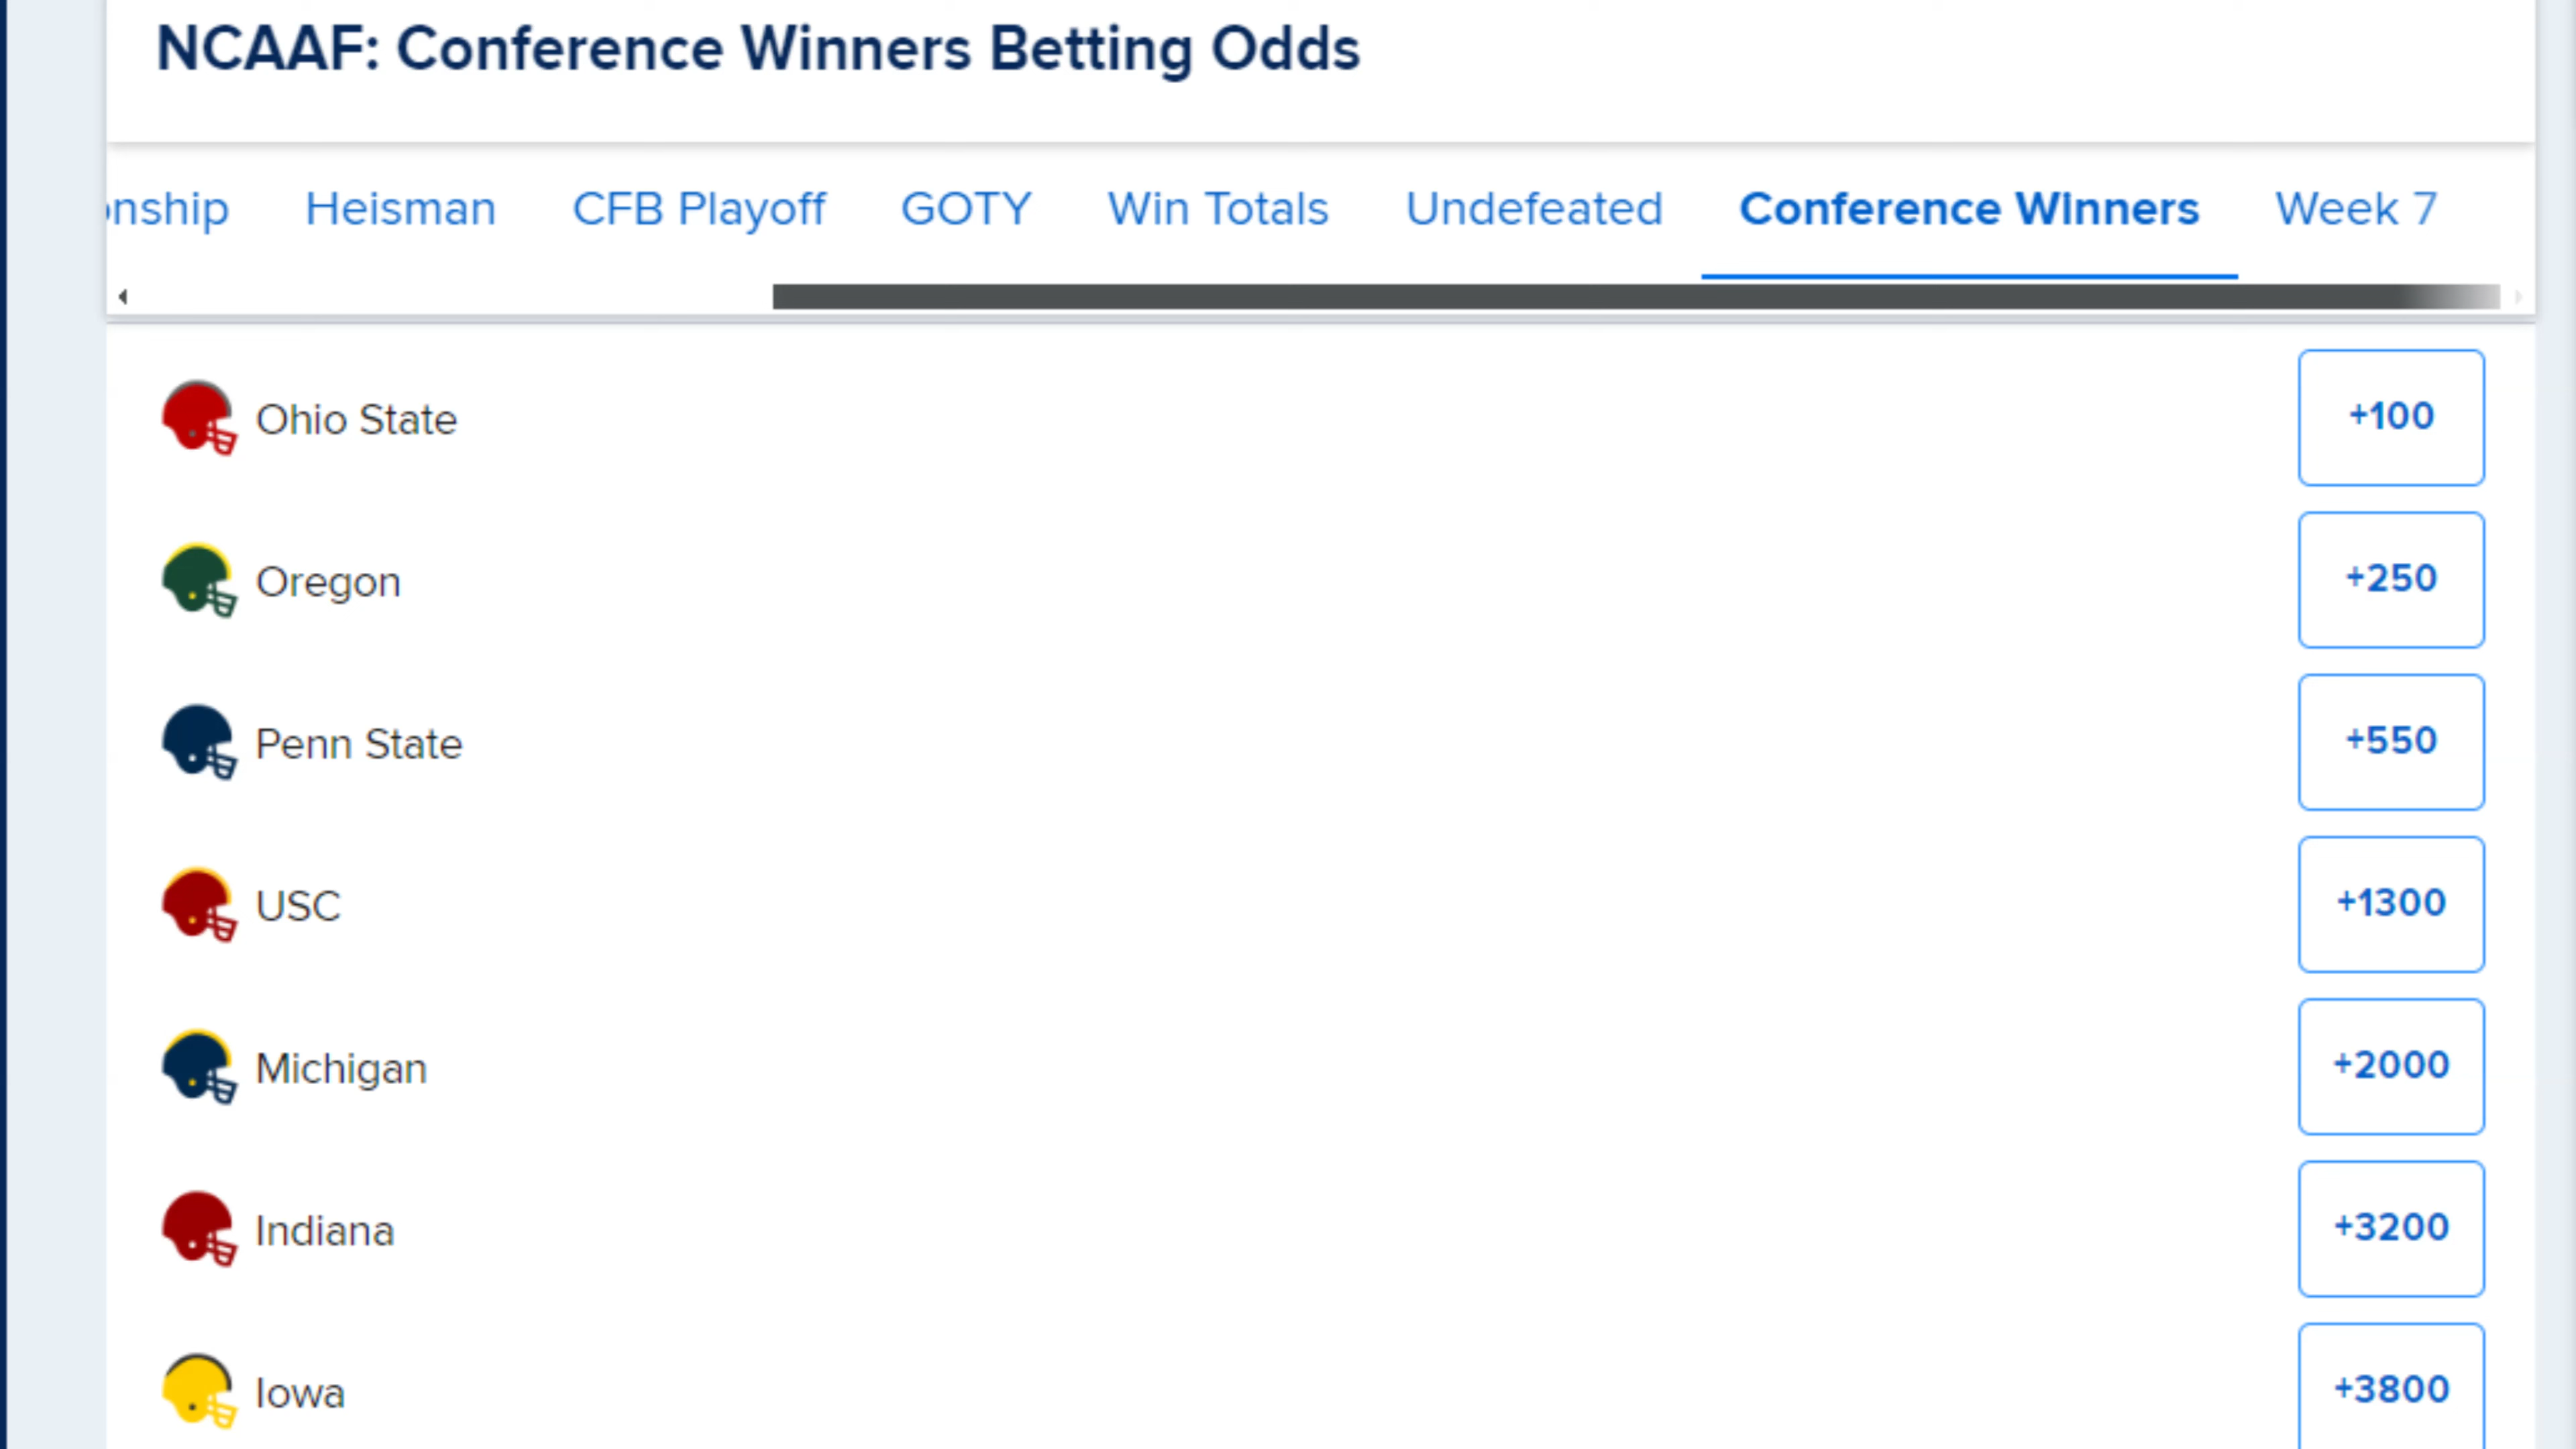 NCAAF: Conference Winners Betting Odds
onship Heisman CFB Playoff GOTY Win Totals Undefeated Conference Winners Week 7
Ohio State +100
Oregon +250
Penn State +550
USC +1300
Michigan +2000
Indiana +3200
Iowa +3800